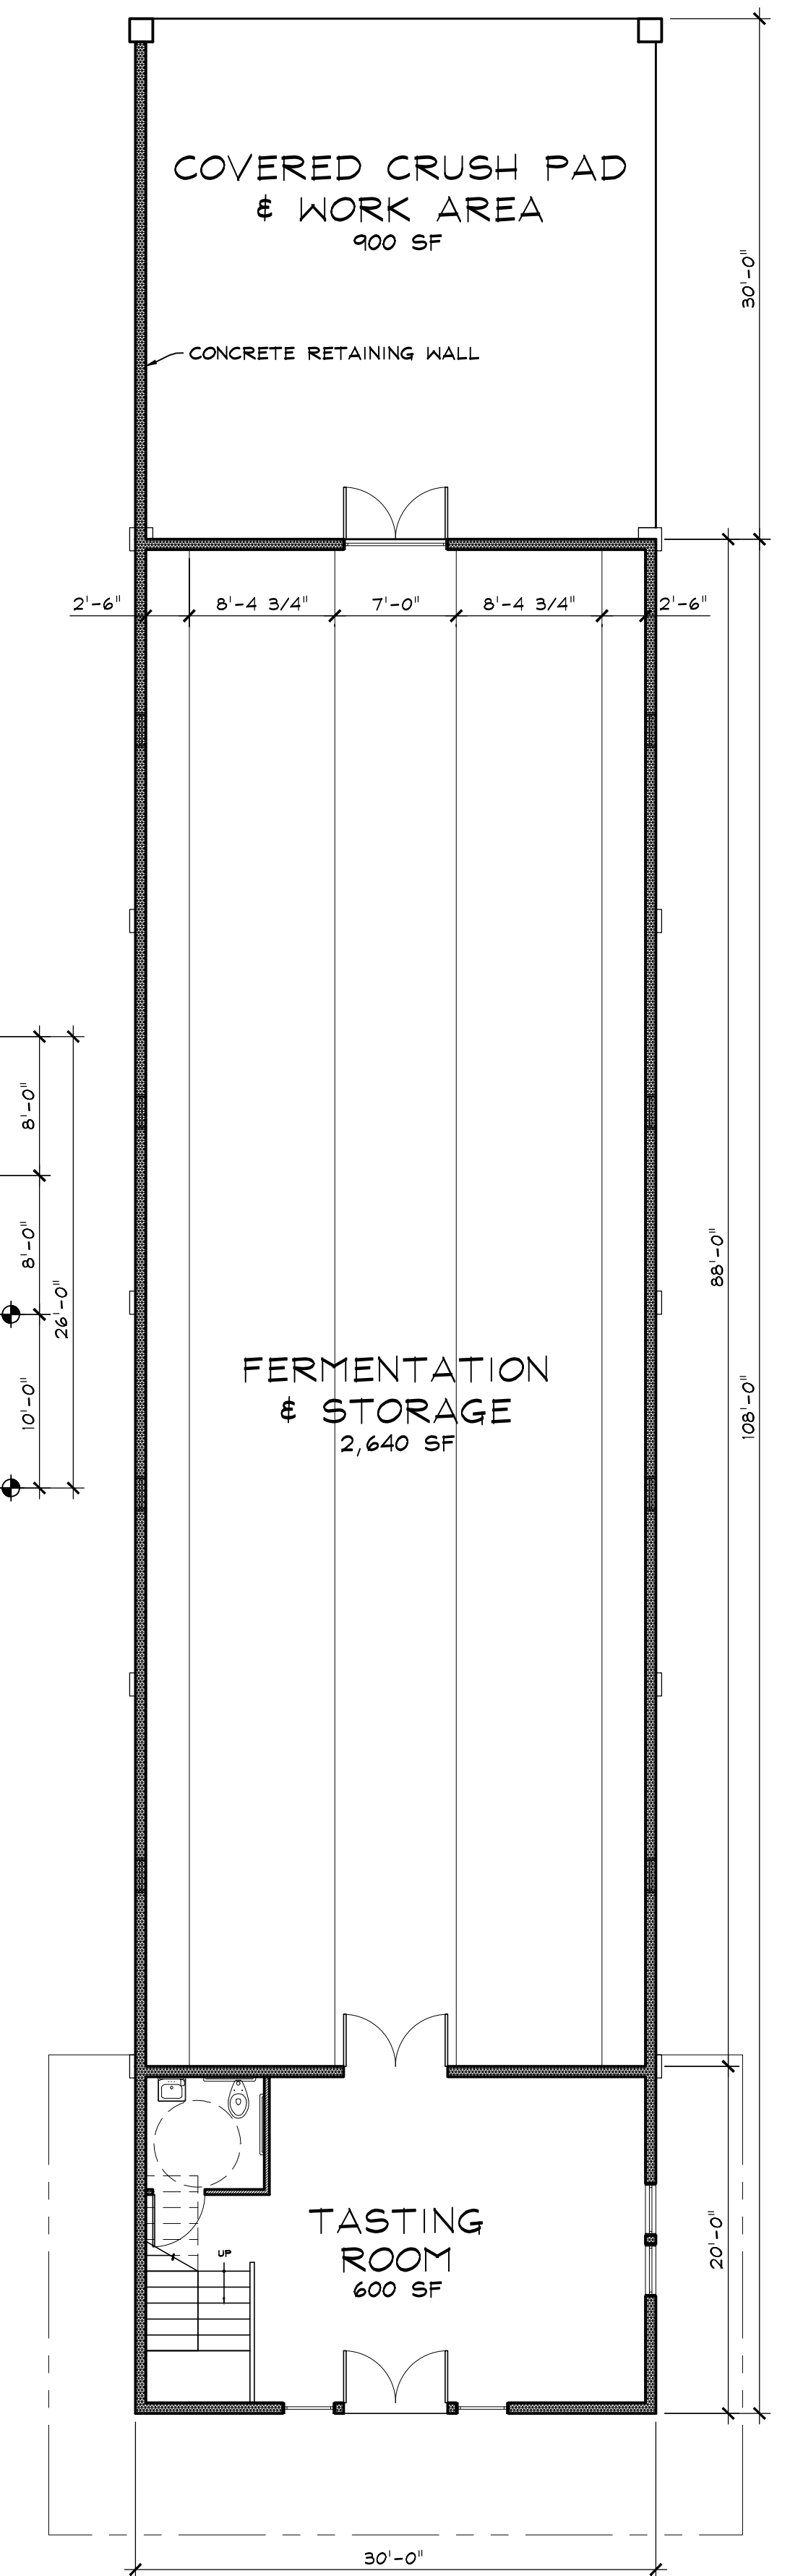 COVERED CRUSH PAD
& WORK AREA
900 SF
30'-0"
CONCRETE RETAINING WALL
2'-6"
8'-4 3/4"
7'-0"
8'-4 3/4"
2'-6"
8'-0"
8'-0"
26'-0"
10'-0"
88'-0"
108'-0"
FERMENTATION
& STORAGE
2,640 SF
TASTING
ROOM
600 SF
UP
20'-0"
30'-0"